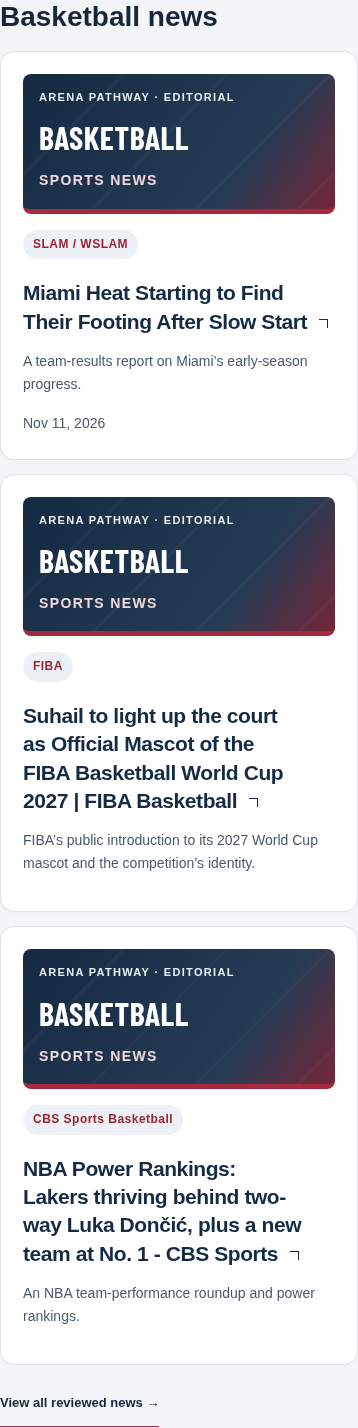 Basketball news
ARENA PATHWAY · EDITORIAL
BASKETBALL
SPORTS NEWS
SLAM / WSLAM
Miami Heat Starting to Find
Their Footing After Slow Start
A team-results report on Miami’s early-season
progress.
Nov 11, 2026
ARENA PATHWAY · EDITORIAL
BASKETBALL
SPORTS NEWS
FIBA
Suhail to light up the court
as Official Mascot of the
FIBA Basketball World Cup
2027 | FIBA Basketball
FIBA’s public introduction to its 2027 World Cup
mascot and the competition’s identity.
ARENA PATHWAY · EDITORIAL
BASKETBALL
SPORTS NEWS
CBS Sports Basketball
NBA Power Rankings:
Lakers thriving behind two-
way Luka Dončić, plus a new
team at No. 1 - CBS Sports
An NBA team-performance roundup and power
rankings.
View all reviewed news →